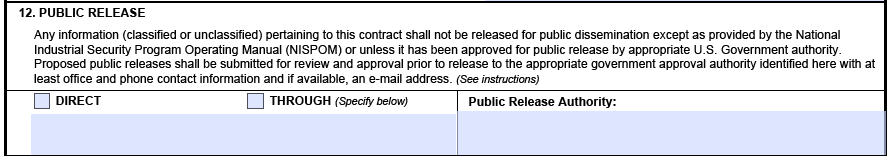 12. PUBLIC RELEASE
Any information (classified or unclassified) pertaining to this contract shall not be released for public dissemination except as provided by the National
Industrial Security Program Operating Manual (NISPOM) or unless it has been approved for public release by appropriate U.S. Government authority.
Proposed public releases shall be submitted for review and approval prior to release to the appropriate government approval authority identified here with at
least office and phone contact information and if available, an e-mail address. (See instructions)
DIRECT THROUGH (Specify below) Public Release Authority: